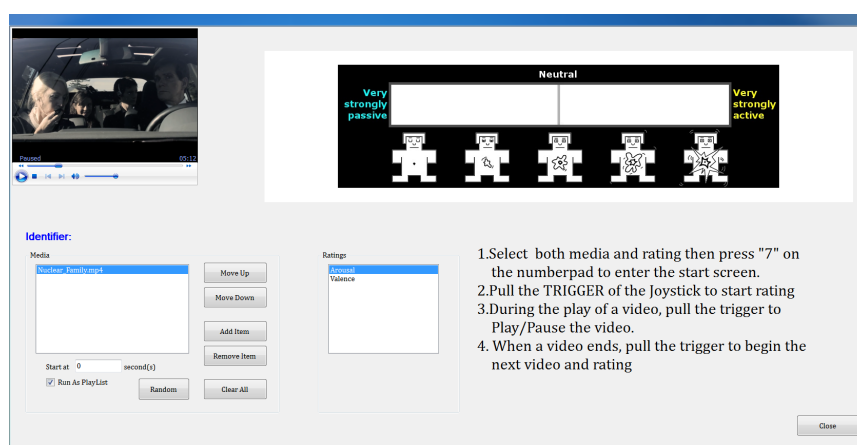 Neutral
Very
strongly
passive
Very
strongly
active
Paused
05:12
Identifier:
Media
Nuclear_Family.mp4
Move Up
Move Down
Add Item
Remove Item
Start at 0 second(s)
Run As PlayList
Random
Clear All
Ratings
Arousal
Valence
1.Select both media and rating then press "7" on
the numberpad to enter the start screen.
2.Pull the TRIGGER of the Joystick to start rating
3.During the play of a video, pull the trigger to
Play/Pause the video.
4. When a video ends, pull the trigger to begin the
next video and rating
Close